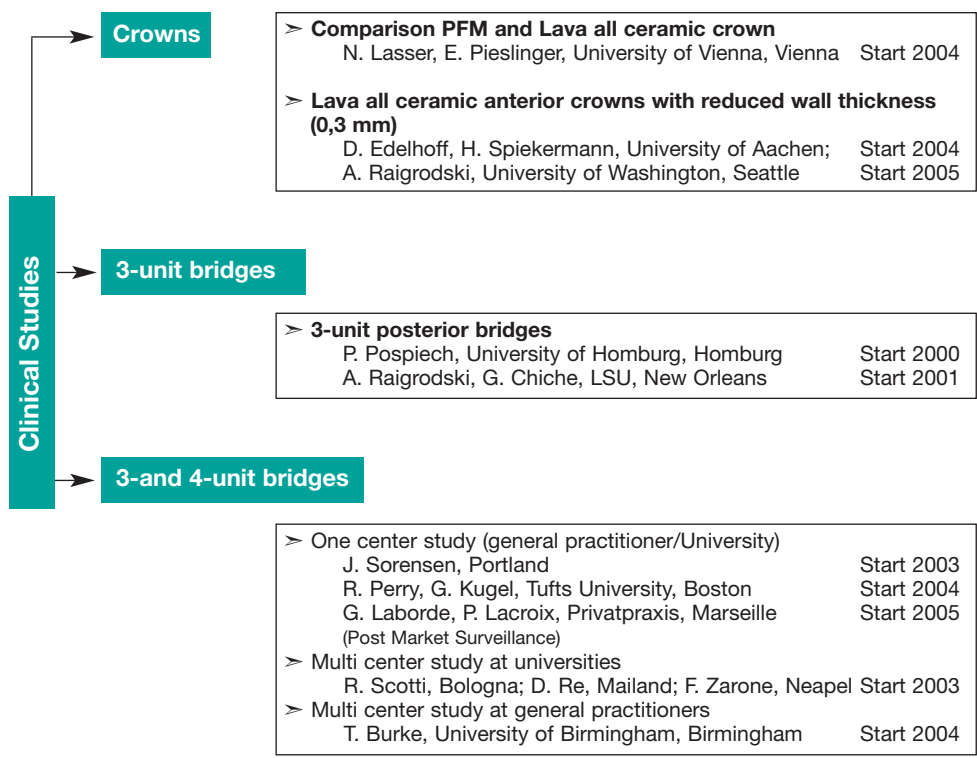 Clinical Studies
Crowns
➣ Comparison PFM and Lava all ceramic crown
N. Lasser, E. Pieslinger, University of Vienna, Vienna Start 2004
➣ Lava all ceramic anterior crowns with reduced wall thickness
(0,3 mm)
D. Edelhoff, H. Spiekermann, University of Aachen; Start 2004
A. Raigrodski, University of Washington, Seattle Start 2005
3-unit bridges
➣ 3-unit posterior bridges
P. Pospiech, University of Homburg, Homburg Start 2000
A. Raigrodski, G. Chiche, LSU, New Orleans Start 2001
3-and 4-unit bridges
➣ One center study (general practitioner/University)
J. Sorensen, Portland Start 2003
R. Perry, G. Kugel, Tufts University, Boston Start 2004
G. Laborde, P. Lacroix, Privatpraxis, Marseille Start 2005
(Post Market Surveillance)
➣ Multi center study at universities
R. Scotti, Bologna; D. Re, Mailand; F. Zarone, Neapel Start 2003
➣ Multi center study at general practitioners
T. Burke, University of Birmingham, Birmingham Start 2004